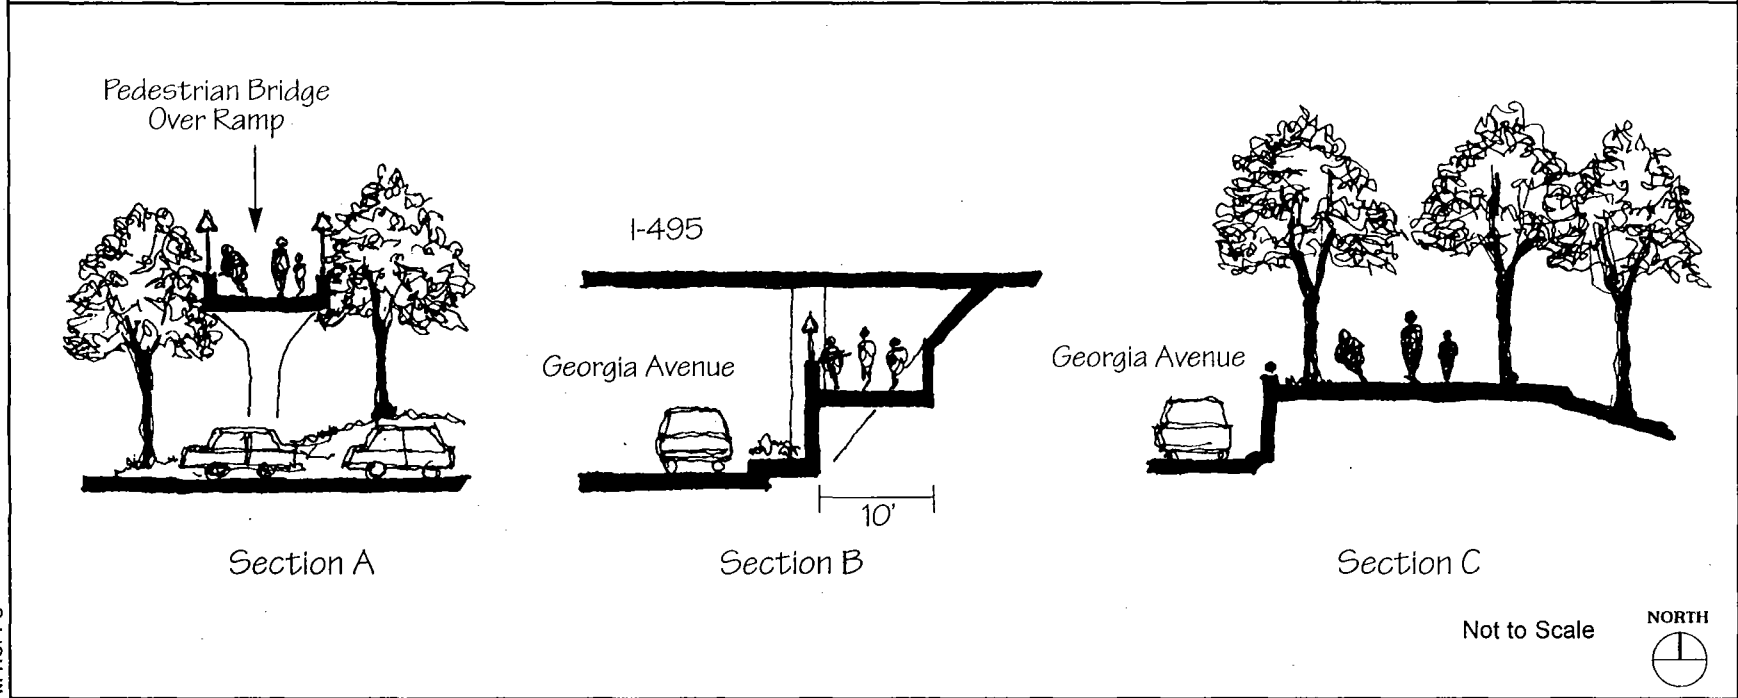 Pedestrian Bridge
Over Ramp
I-495
Georgia Avenue
Georgia Avenue
10'
Section A
Section B
Section C
Not to Scale
NORTH